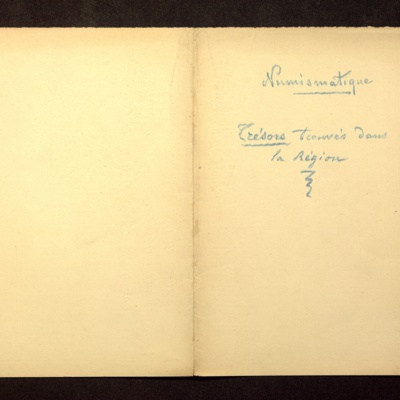 Numismatique
Trésors trouvés dans
la Région